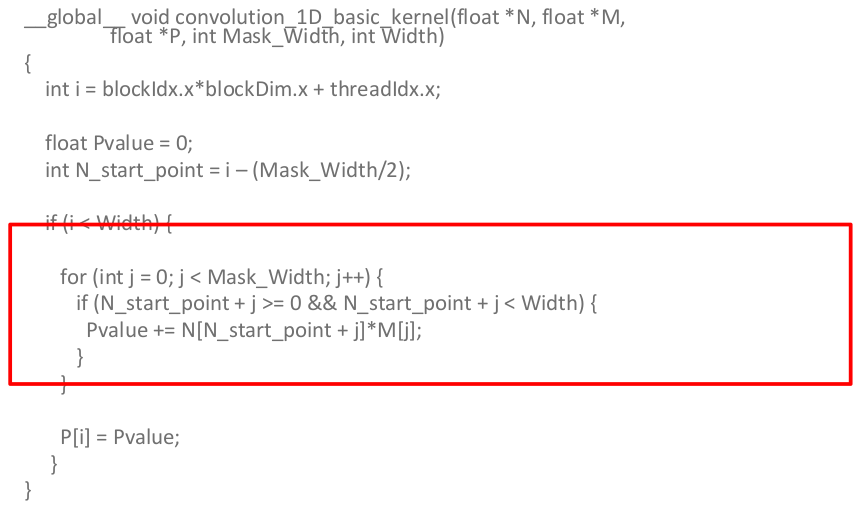 __global__ void convolution_1D_basic_kernel(float *N, float *M,
float *P, int Mask_Width, int Width)
{
int i = blockIdx.x*blockDim.x + threadIdx.x;
float Pvalue = 0;
int N_start_point = i – (Mask_Width/2);
if (i < Width) {
for (int j = 0; j < Mask_Width; j++) {
if (N_start_point + j >= 0 && N_start_point + j < Width) {
Pvalue += N[N_start_point + j]*M[j];
}
}
P[i] = Pvalue;
}
}